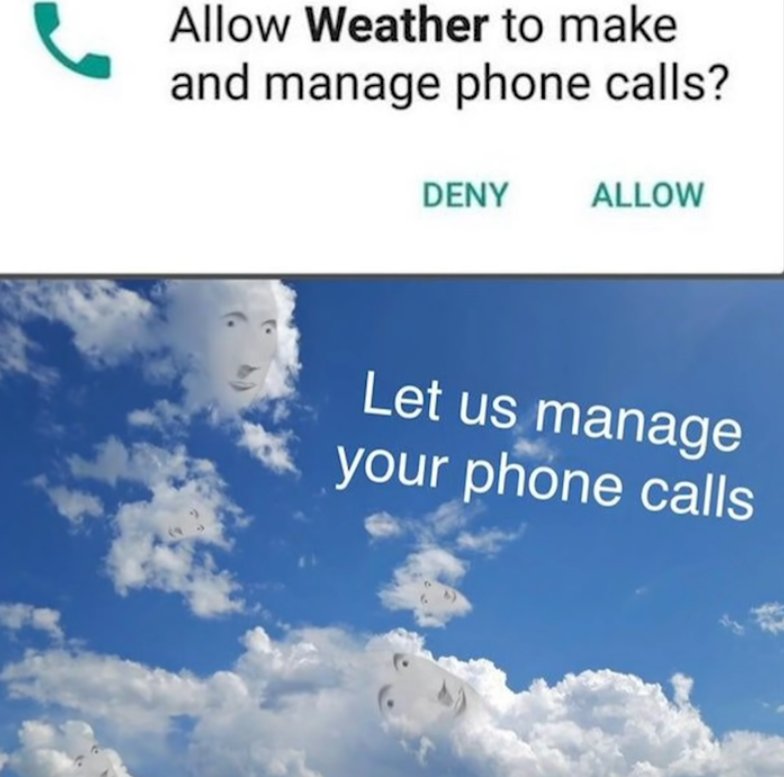 Allow Weather to make
and manage phone calls?
DENY ALLOW
Let us manage
your phone calls